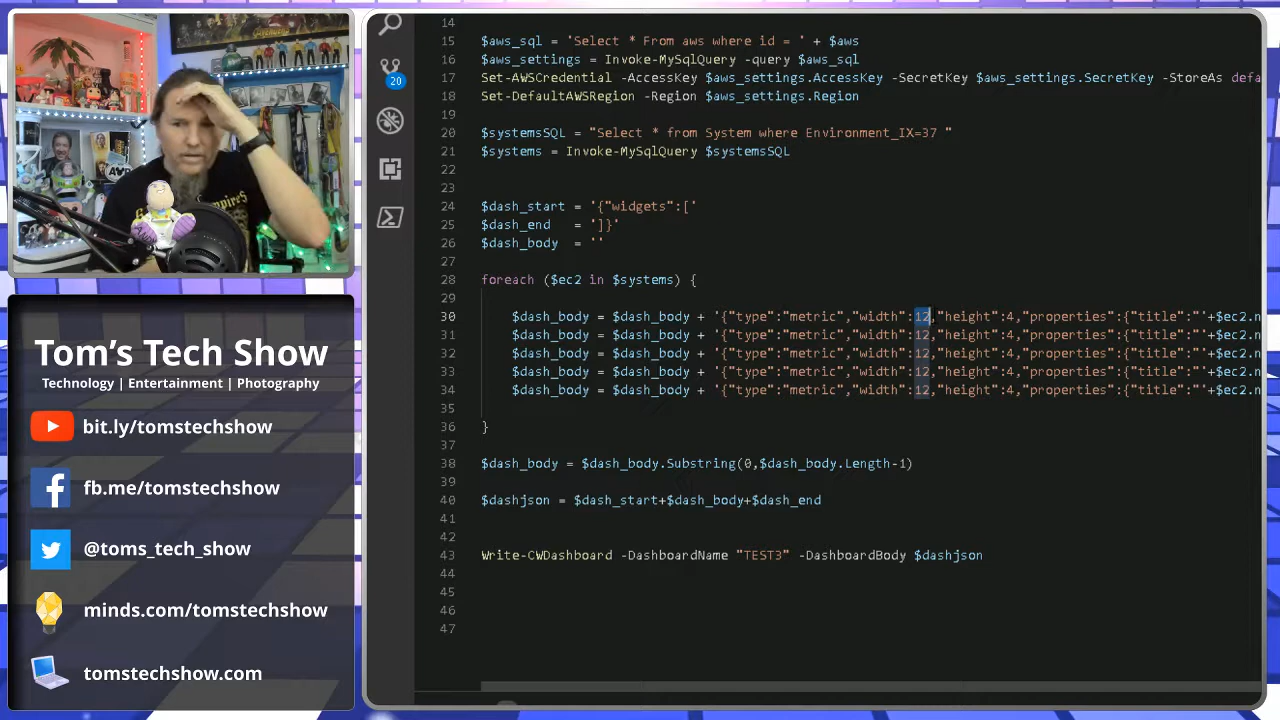 Tom's Tech Show
Technology | Entertainment | Photography
bit.ly/tomstechshow
fb.me/tomstechshow
@toms_tech_show
minds.com/tomstechshow
tomstechshow.com
20
14
15 $aws_sql = 'Select * From aws where id = ' + $aws
16 $aws_settings = Invoke-MySqlQuery -query $aws_sql
17 Set-AWSCredential -AccessKey $aws_settings.AccessKey -SecretKey $aws_settings.SecretKey -StoreAs defa
18 Set-DefaultAWSRegion -Region $aws_settings.Region
19
20 $systemsSQL = "Select * from System where Environment_IX=37 "
21 $systems = Invoke-MySqlQuery $systemsSQL
22
23
24 $dash_start = '{"widgets":['
25 $dash_end = ']}'
26 $dash_body = ''
27
28 foreach ($ec2 in $systems) {
29
30 $dash_body = $dash_body + '{"type":"metric","width":12,"height":4,"properties":{"title":"'+$ec2.n
31 $dash_body = $dash_body + '{"type":"metric","width":12,"height":4,"properties":{"title":"'+$ec2.n
32 $dash_body = $dash_body + '{"type":"metric","width":12,"height":4,"properties":{"title":"'+$ec2.n
33 $dash_body = $dash_body + '{"type":"metric","width":12,"height":4,"properties":{"title":"'+$ec2.n
34 $dash_body = $dash_body + '{"type":"metric","width":12,"height":4,"properties":{"title":"'+$ec2.n
35
36 }
37
38 $dash_body = $dash_body.Substring(0,$dash_body.Length-1)
39
40 $dashjson = $dash_start+$dash_body+$dash_end
41
42
43 Write-CWDashboard -DashboardName "TEST3" -DashboardBody $dashjson
44
45
46
47